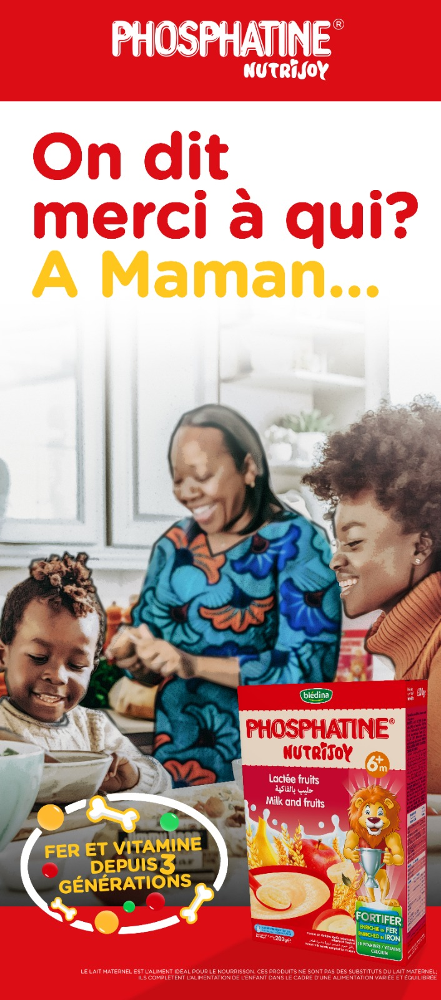 PHOSPHATINE®
NUTRIJOY
On dit
merci à qui?
A Maman...
blédina
PHOSPHATINE®
NUTRIJOY
6+
m
Lactée fruits
حليب بالفاكهة
Milk and fruits
FER ET VITAMINE
DEPUIS 3
GÉNÉRATIONS
FORTIFER
ENRICHIE EN FER
ENRICHED IN IRON
VITAMINES / VITAMINS
CALCIUM
200g℮
LE LAIT MATERNEL EST L'ALIMENT IDÉAL POUR LE NOURRISSON. CES PRODUITS NE SONT PAS DES SUBSTITUTS DU LAIT MATERNEL;
ILS COMPLÈTENT L'ALIMENTATION DE L'ENFANT DANS LE CADRE D'UNE ALIMENTATION VARIÉE ET ÉQUILIBRÉE